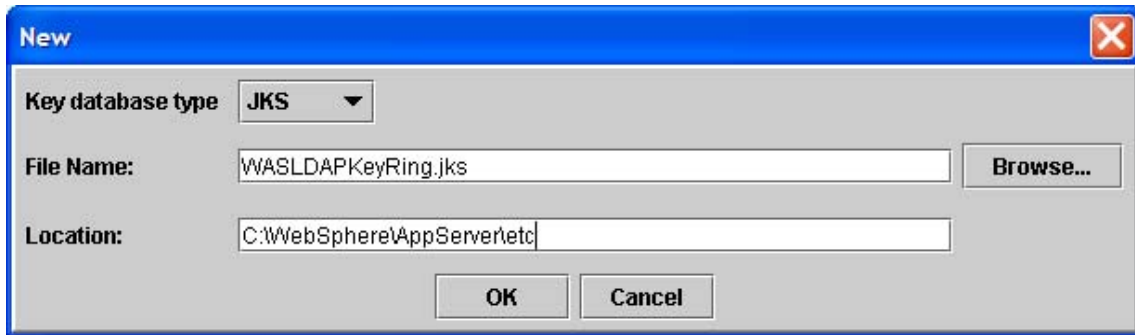 New
Key database type JKS
File Name: WASLDAPKeyRing.jks Browse...
Location: C:\WebSphere\AppServer\etc
OK Cancel